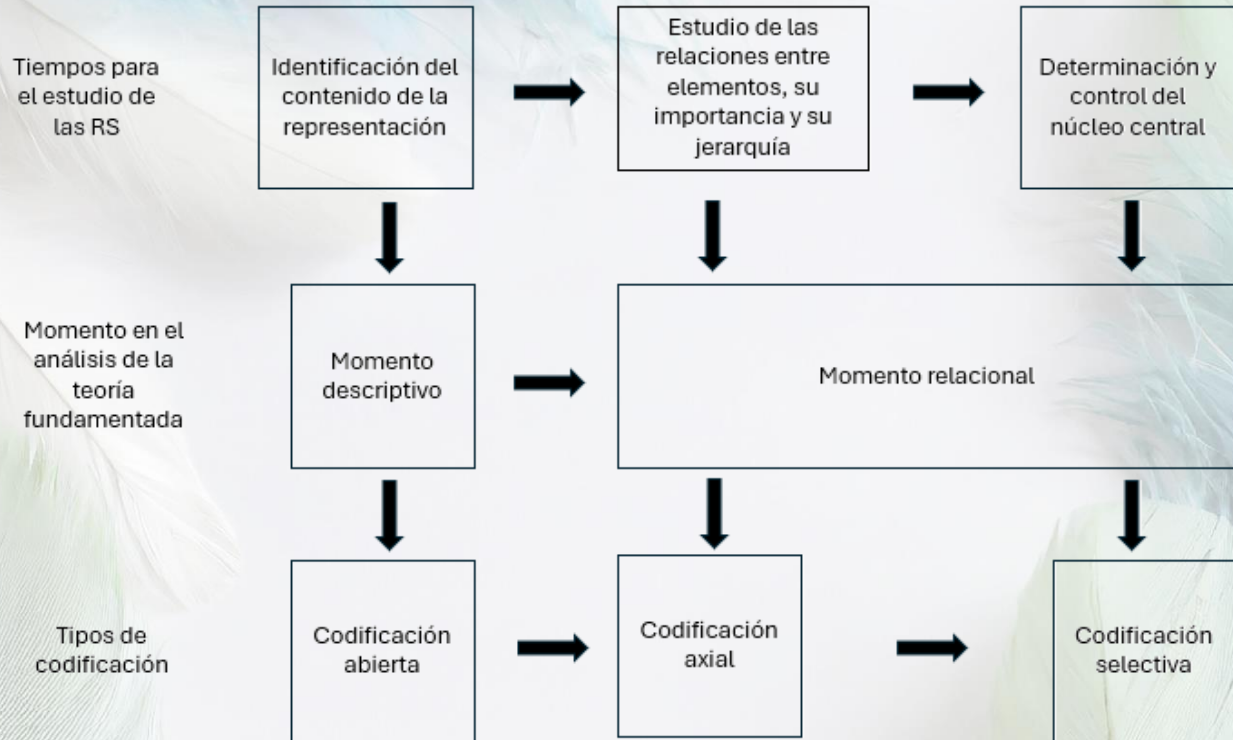 Tiempos para
el estudio de
las RS
Identificación del
contenido de la
representación
Estudio de las
relaciones entre
elementos, su
importancia y su
jerarquía
Determinación y
control del
núcleo central
Momento en el
análisis de la
teoría
fundamentada
Momento
descriptivo
Momento relacional
Tipos de
codificación
Codificación
abierta
Codificación
axial
Codificación
selectiva